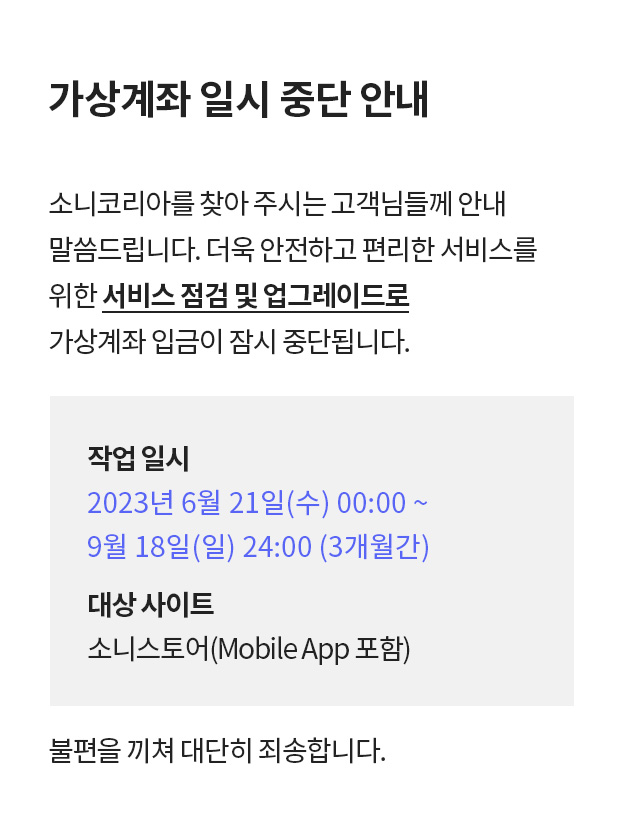 가상계좌 일시 중단 안내
소니코리아를 찾아 주시는 고객님들께 안내
말씀드립니다. 더욱 안전하고 편리한 서비스를
위한 서비스 점검 및 업그레이드로
가상계좌 입금이 잠시 중단됩니다.
작업 일시
2023년 6월 21일(수) 00:00 ~
9월 18일(일) 24:00 (3개월간)
대상 사이트
소니스토어(Mobile App 포함)
불편을 끼쳐 대단히 죄송합니다.